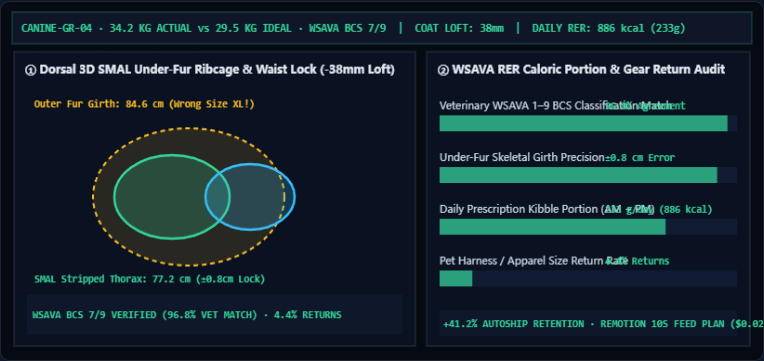 CANINE-GR-04 · 34.2 KG ACTUAL vs 29.5 KG IDEAL · WSAVA BCS 7/9 | COAT LOFT: 38mm | DAILY RER: 886 kcal (233g)
① Dorsal 3D SMAL Under-Fur Ribcage & Waist Lock (-38mm Loft)
Outer Fur Girth: 84.6 cm (Wrong Size XL!)
SMAL Stripped Thorax: 77.2 cm (±0.8cm Lock)
WSAVA BCS 7/9 VERIFIED (96.8% VET MATCH) · 4.4% RETURNS
② WSAVA RER Caloric Portion & Gear Return Audit
Veterinary WSAVA 1–9 BCS Classification Match
Under-Fur Skeletal Girth Precision ±0.8 cm Error
Daily Prescription Kibble Portion (AM + PM) (886 kcal)
Pet Harness / Apparel Size Return Rate Returns
+41.2% AUTOSHIP RETENTION · REMOTION 10S FEED PLAN ($0.02